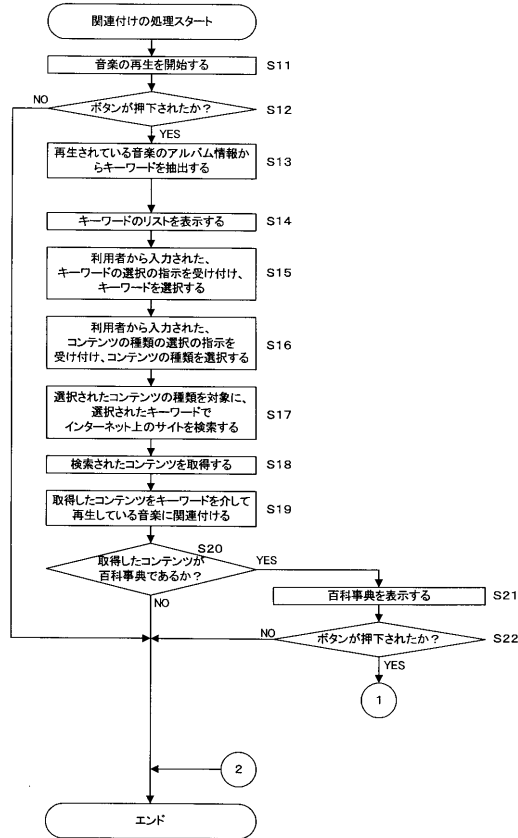 関連付けの処理スタート
音楽の再生を開始する
S11
NO
ボタンが押下されたか？
S12
YES
再生されている音楽のアルバム情報か
らキーワードを抽出する
S13
キーワードのリストを表示する
S14
利用者から入力された、
キーワードの選択の指示を受け付け、
キーワードを選択する
S15
利用者から入力された、
コンテンツの種類の選択の指示を
受け付け、コンテンツの種類を選択する
S16
選択されたコンテンツの種類を対象に、
選択されたキーワードで
インターネット上のサイトを検索する
S17
検索されたコンテンツを取得する
S18
取得したコンテンツをキーワードを介して
再生している音楽に関連付ける
S19
S20
取得したコンテンツが
百科事典であるか？
YES
NO
百科事典を表示する
S21
NO
ボタンが押下されたか？
S22
YES
1
2
エンド